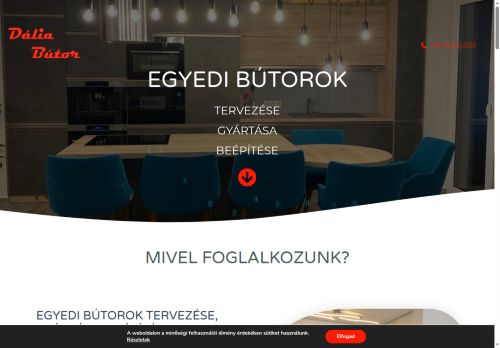 Dália
Bútor
EGYEDI BÚTOROK
TERVEZÉSE
GYÁRTÁSA
BEÉPÍTÉSE
MIVEL FOGLALKOZUNK?
EGYEDI BÚTOROK TERVEZÉSE,
A weboldalon a minőségi felhasználói élmény érdekében sütiket használunk.
Részletek
Elfogad